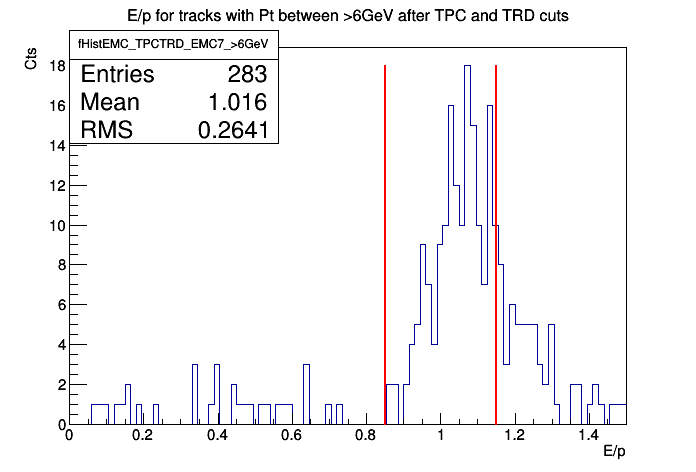 E/p for tracks with Pt between >6GeV after TPC and TRD cuts
fHistEMC_TPCTRD_EMC7_>6GeV
Entries 283
Mean 1.016
RMS 0.2641
Cts
18
16
14
12
10
8
6
4
2
0
0 0.2 0.4 0.6 0.8 1 1.2 1.4
E/p